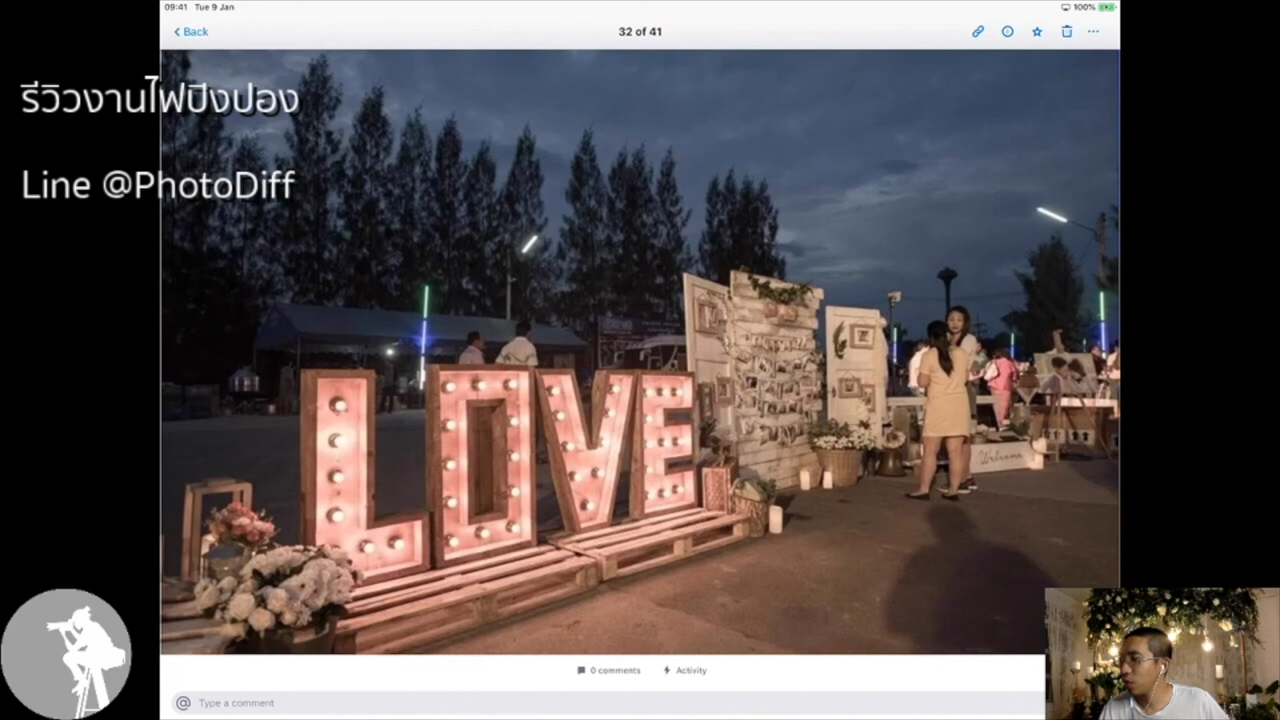 09:41 Tue 9 Jan
100%
Back
32 of 41
รีวิวงานไฟปิงปอง
Line @PhotoDiff
LOVE
Welcome
0 comments
Activity
@ Type a comment